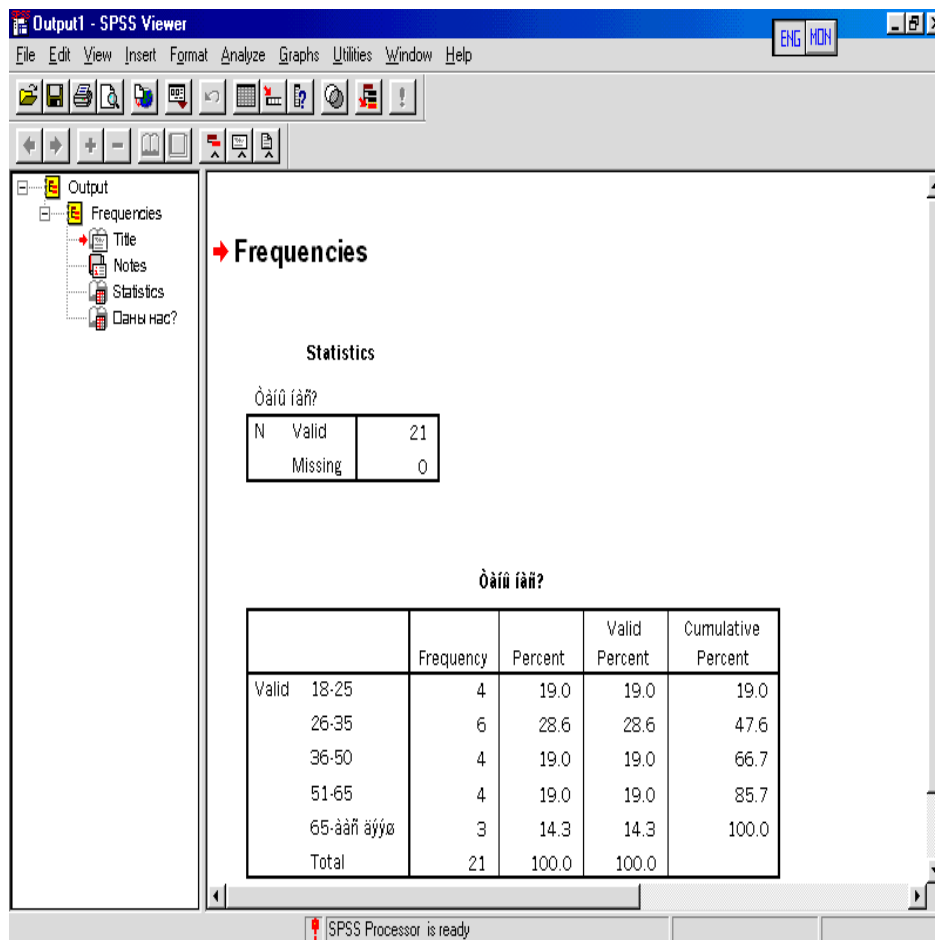 Output1 - SPSS Viewer
ENG MON
File Edit View Insert Format Analyze Graphs Utilities Window Help
Output
Frequencies
Title
Notes
Statistics
Паны нас?
Frequencies
Statistics
Òàíû íàñ?
N Valid 21
Missing 0
Òàíû íàñ?
Frequency Percent Valid Percent Cumulative Percent
Valid 18-25 4 19.0 19.0 19.0
26-35 6 28.6 28.6 47.6
36-50 4 19.0 19.0 66.7
51-65 4 19.0 19.0 85.7
65-ààñ äýýø 3 14.3 14.3 100.0
Total 21 100.0 100.0
SPSS Processor is ready